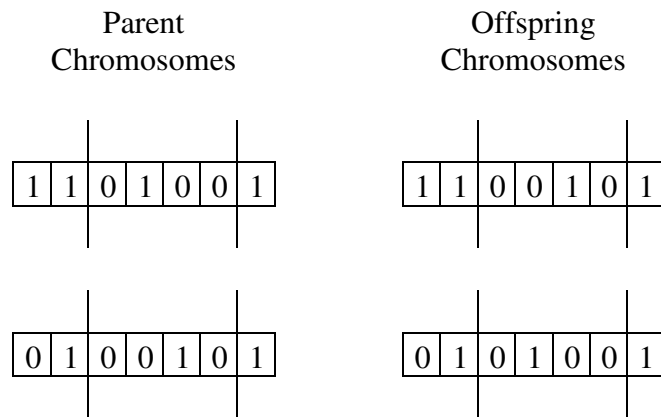 Parent
Chromosomes
Offspring
Chromosomes
1 1 0 1 0 0 1
1 1 0 0 1 0 1
0 1 0 0 1 0 1
0 1 0 1 0 0 1